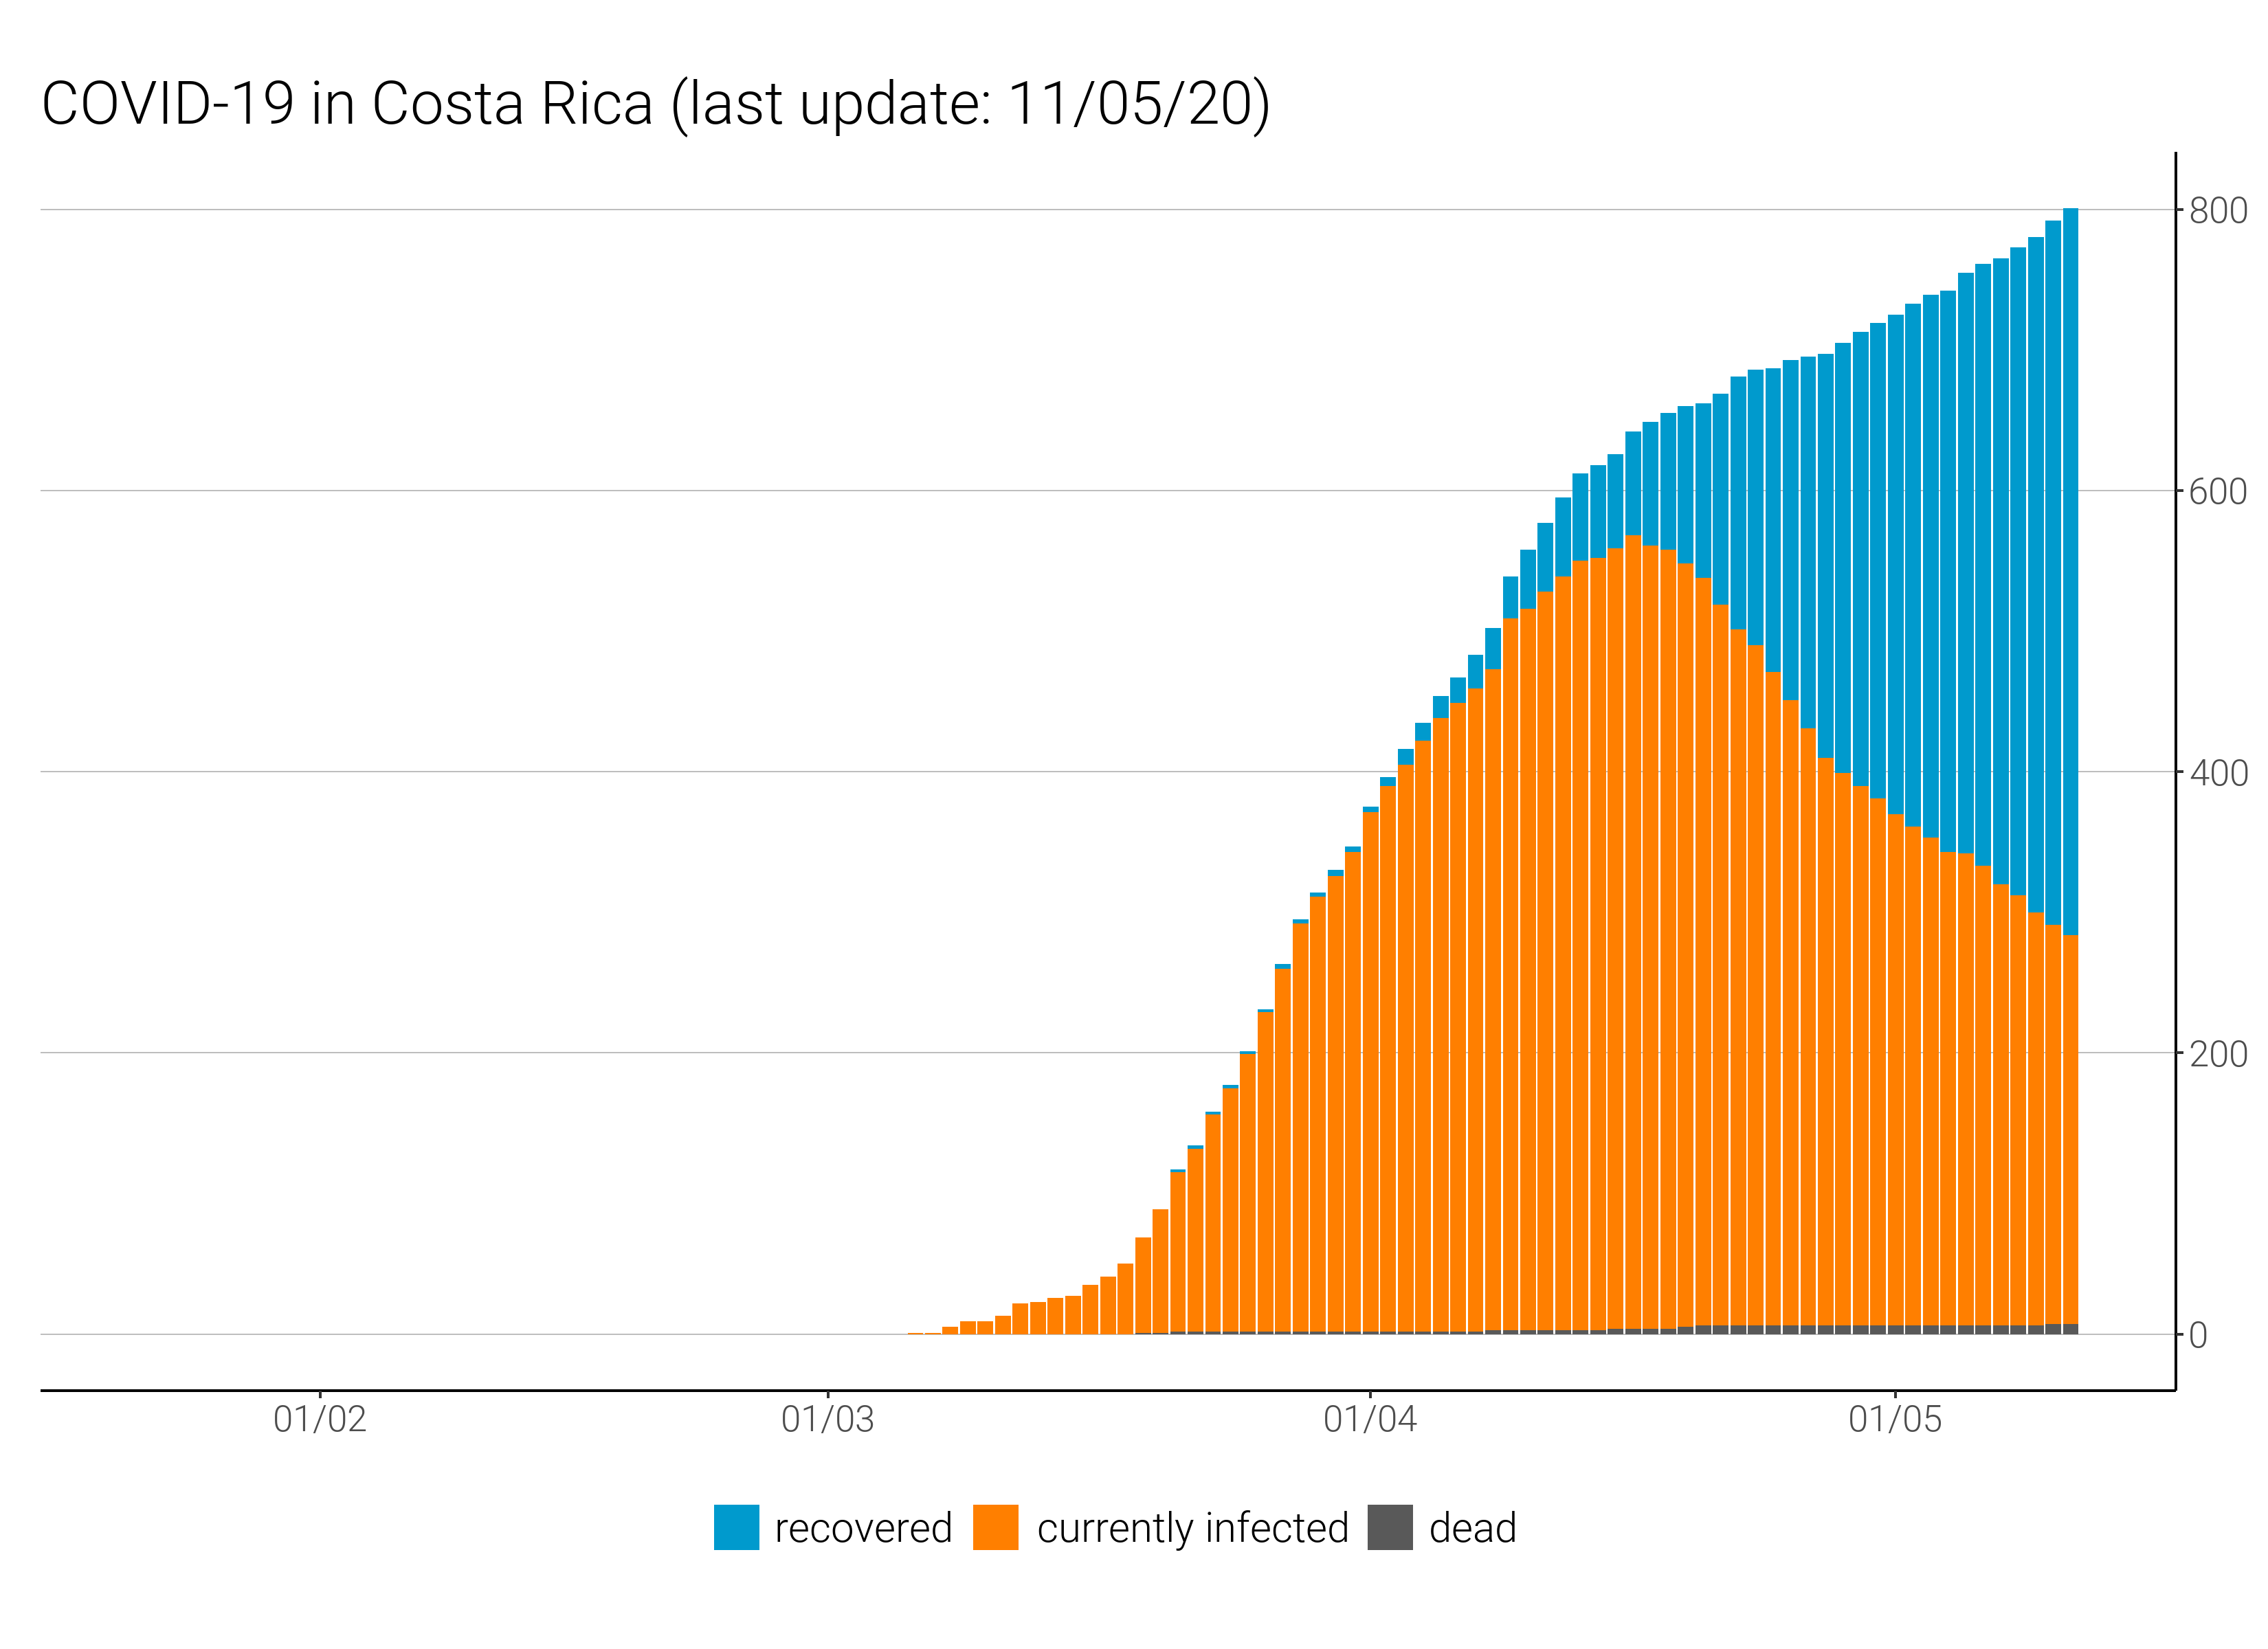 COVID-19 in Costa Rica (last update: 11/05/20)
800
600
400
200
0
01/02 01/03 01/04 01/05
recovered currently infected dead